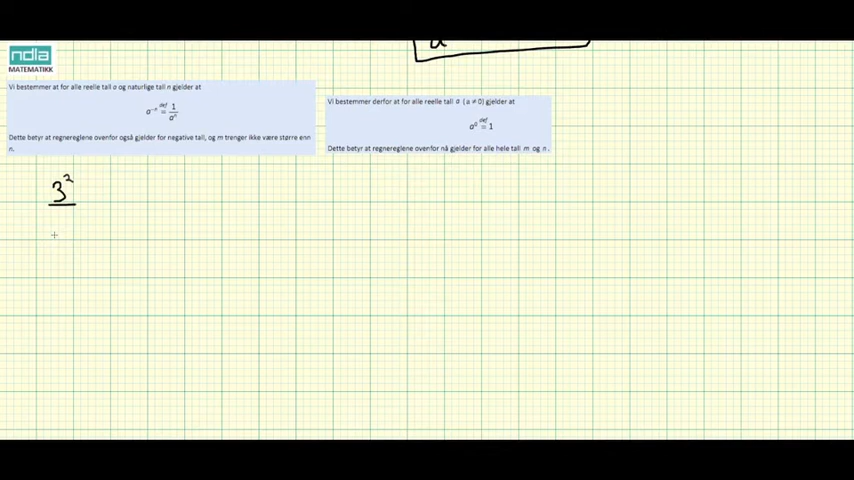 a
ndla
MATEMATIKK
Vi bestemmer at for alle reelle tall a og naturlige tall n gjelder at
a⁻ⁿ def= 1/aⁿ
Dette betyr at regnereglene ovenfor også gjelder for negative tall, og m trenger ikke være større enn
n.
Vi bestemmer derfor at for alle reelle tall a (a ≠ 0) gjelder at
a⁰ def= 1
Dette betyr at regnereglene ovenfor nå gjelder for alle hele tall m og n .
3²